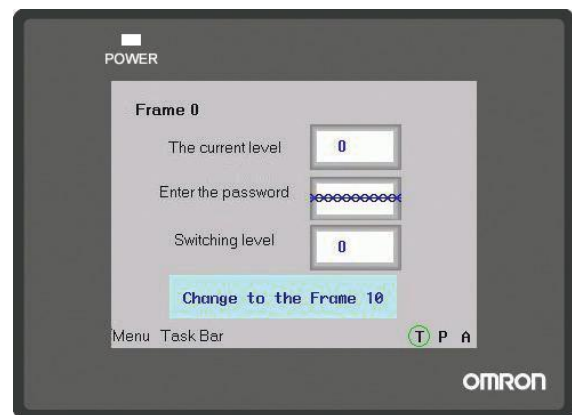 POWER
Frame 0
The current level 0
Enter the password
Switching level 0
Change to the Frame 10
Menu Task Bar T P A
OMRON